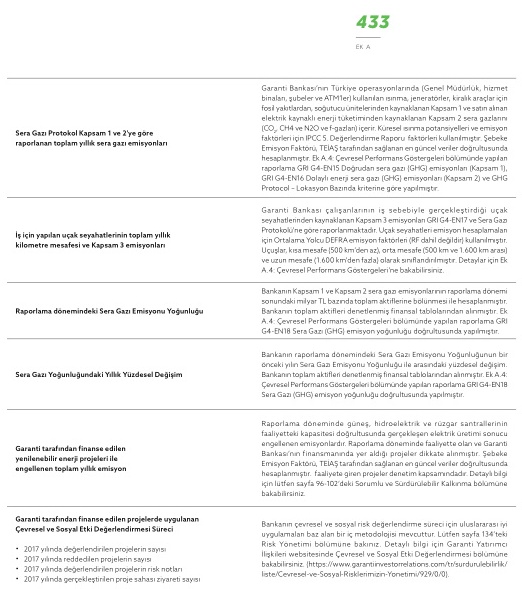 433
EK A
Sera Gazı Protokol Kapsam 1 ve 2'ye göre
raporlanan toplam yıllık sera gazı emisyonları
Garanti Bankası'nın Türkiye operasyonlarında (Genel Müdürlük, hizmet
binaları, şubeler ve ATM1er) kullanılan ısınma, jeneratörler, kiralık araçlar için
fosil yakıtlardan, soğutucu ünitelerinden kaynaklanan Kapsam 1 ve satın alınan
elektrik kaynaklı enerji tüketiminden kaynaklanan Kapsam 2 sera gazlarını
(CO2, CH4 ve N2O ve f-gazları) içerir. Küresel ısınma potansiyelleri ve emisyon
faktörleri için IPCC 5. Değerlendirme Raporu faktörleri kullanılmıştır. Şebeke
Emisyon Faktörü, TEİAŞ tarafından sağlanan en güncel veriler doğrultusunda
hesaplanmıştır. Ek A.4: Çevresel Performans Göstergeleri bölümünde yapılan
raporlama GRI G4-EN15 Doğrudan sera gazı (GHG) emisyonları (Kapsam 1),
GRI G4-EN16 Dolaylı enerji sera gazı (GHG) emisyonları (Kapsam 2) ve GHG
Protocol – Lokasyon Bazında kriterine göre yapılmıştır.
İş için yapılan uçak seyahatlerinin toplam yıllık
kilometre mesafesi ve Kapsam 3 emisyonları
Garanti Bankası çalışanlarının iş sebebiyle gerçekleştirdiği uçak
seyahatlerinden kaynaklanan Kapsam 3 emisyonları GRI G4-EN17 ve Sera Gazı
Protokolü'ne göre raporlanmaktadır. Uçak seyahatleri emisyon hesaplamaları
için Ortalama Yolcu DEFRA emisyon faktörleri (RF dahil değildir) kullanılmıştır.
Uçuşlar, kısa mesafe (500 km'den az), orta mesafe (500 km ve 1.600 km arası)
ve uzun mesafe (1.600 km'den fazla) olarak sınıflandırılmıştır. Detaylar için Ek
A.4: Çevresel Performans Göstergeleri'ne bakabilirsiniz.
Raporlama dönemindeki Sera Gazı Emisyonu Yoğunluğu
Bankanın Kapsam 1 ve Kapsam 2 sera gazı emisyonlarının raporlama dönemi
sonundaki milyar TL bazında toplam aktiflerine bölünmesi ile hesaplanmıştır.
Bankanın toplam aktifleri denetlenmiş finansal tablolarından alınmıştır. Ek
A.4: Çevresel Performans Göstergeleri bölümünde yapılan raporlama GRI
G4-EN18 Sera Gazı (GHG) emisyon yoğunluğu doğrultusunda yapılmıştır.
Sera Gazı Yoğunluğundaki Yıllık Yüzdesel Değişim
Bankanın raporlama dönemindeki Sera Gazı Emisyonu Yoğunluğunun bir
önceki yılın Sera Gazı Emisyonu Yoğunluğu ile arasındaki yüzdesel değişim.
Bankanın toplam aktifleri denetlenmiş finansal tablolarından alınmıştır. Ek A.4:
Çevresel Performans Göstergeleri bölümünde yapılan raporlama GRI G4-EN18
Sera Gazı (GHG) emisyon yoğunluğu doğrultusunda yapılmıştır.
Garanti tarafından finanse edilen
yenilenebilir enerji projeleri ile
engellenen toplam yıllık emisyon
Raporlama döneminde güneş, hidroelektrik ve rüzgar santrallerinin
faaliyetteki kapasitesi doğrultusunda gerçekleşen elektrik üretimi sonucu
engellenen emisyonlardır. Raporlama döneminde faaliyette olan ve Garanti
Bankası'nın finansmanında yer aldığı projeler dikkate alınmıştır. Şebeke
Emisyon Faktörü, TEİAŞ tarafından sağlanan en güncel veriler doğrultusunda
hesaplanmıştır. faaliyete giren projeler denetim kapsamındadır. Detaylı bilgi
için lütfen sayfa 96-102'deki Sorumlu ve Sürdürülebilir Kalkınma bölümüne
bakabilirsiniz.
Garanti tarafından finanse edilen projelerde uygulanan
Çevresel ve Sosyal Etki Değerlendirmesi Süreci
• 2017 yılında değerlendirilen projelerin sayısı
• 2017 yılında reddedilen projelerin sayısı
• 2017 yılında değerlendirilen projelerin risk notları
• 2017 yılında gerçekleştirilen proje sahası ziyareti sayısı
Bankanın çevresel ve sosyal risk değerlendirme süreci için uluslararası iyi
uygulamaları baz alan bir iç metodolojisi mevcuttur. Lütfen sayfa 134'teki
Risk Yönetimi bölümüne bakınız. Detaylı bilgi için Garanti Yatırımcı
İlişkileri websitesinde Çevresel ve Sosyal Etki Değerlendirmesi bölümüne
bakabilirsiniz. (https://www.garantiinvestorrelations.com/tr/surdurulebilirlik/
liste/Cevresel-ve-Sosyal-Risklerimizin-Yonetimi/929/0/0).